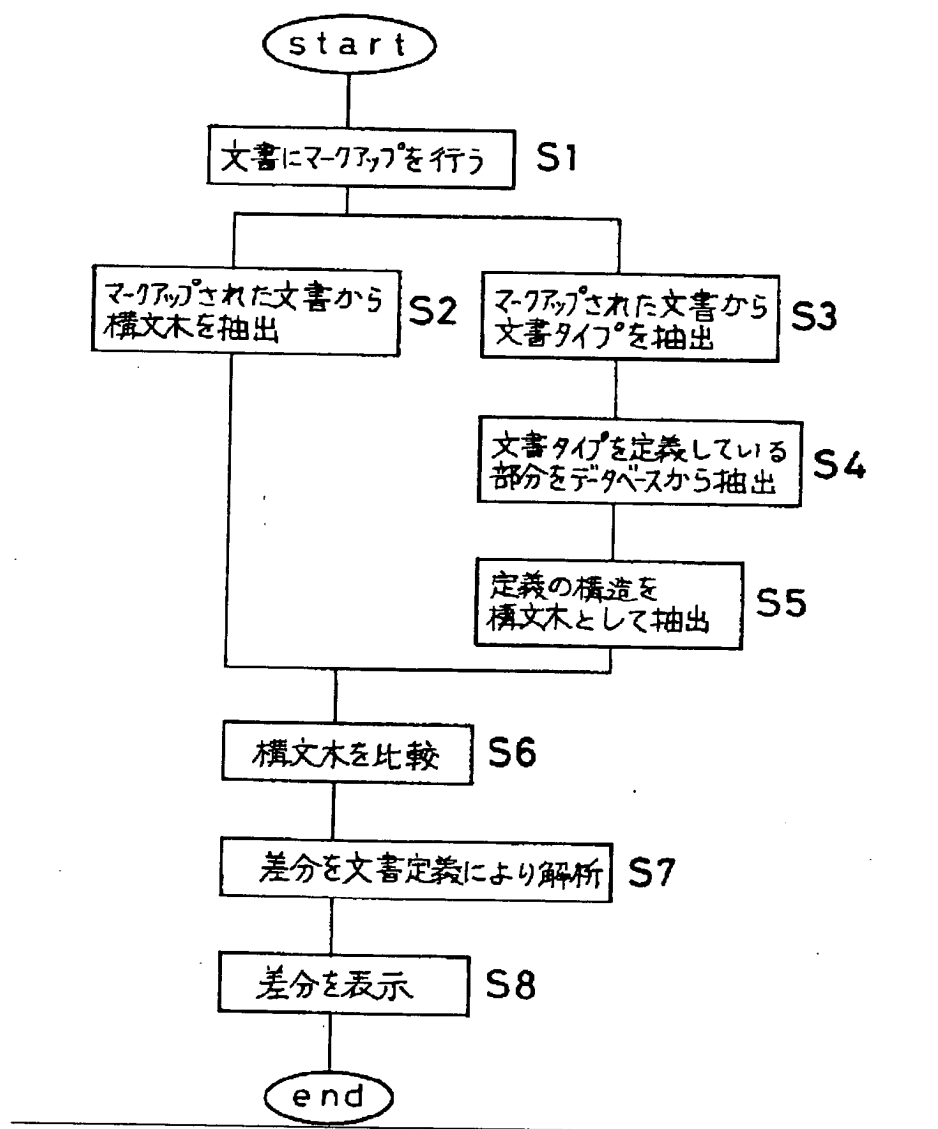 start
文書にマークアップを行う
S1
マークアップされた文書から
構文木を抽出
S2
マークアップされた文書から
文書タイプを抽出
S3
文書タイプを定義している
部分をデータベースから抽出
S4
定義の構造を
構文木として抽出
S5
構文木を比較
S6
差分を文書定義により解析
S7
差分を表示
S8
end